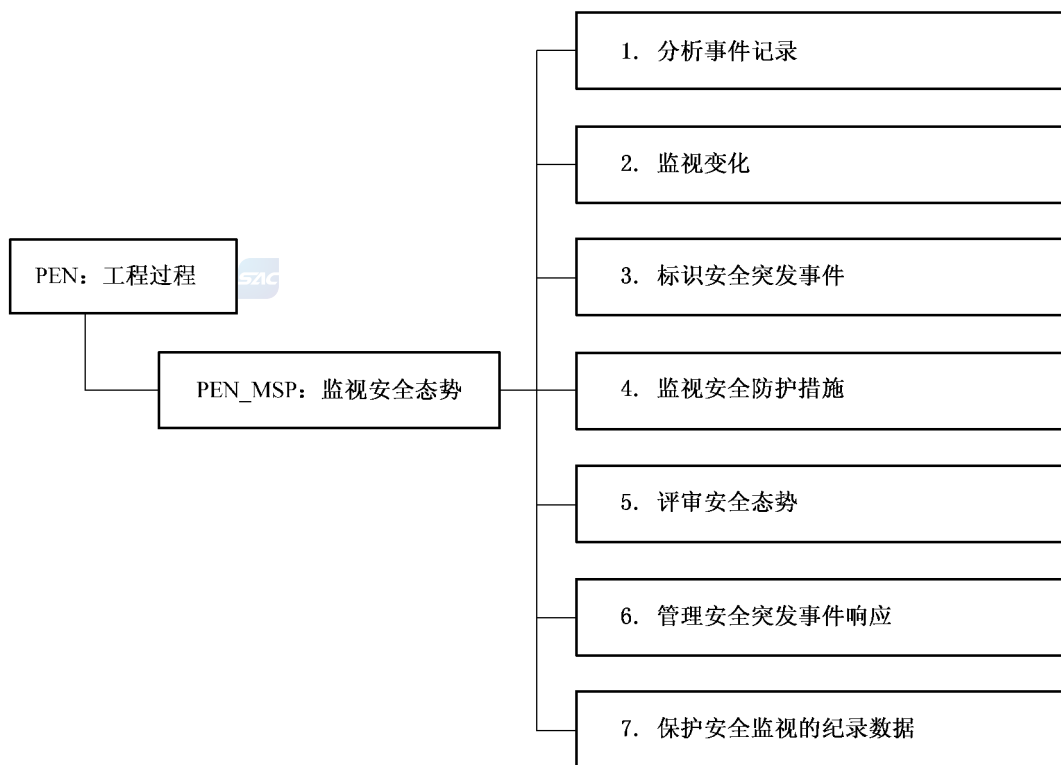 1. 分析事件记录
2. 监视变化
PEN：工程过程
SAC
3. 标识安全突发事件
PEN_MSP：监视安全态势
4. 监视安全防护措施
5. 评审安全态势
6. 管理安全突发事件响应
7. 保护安全监视的纪录数据